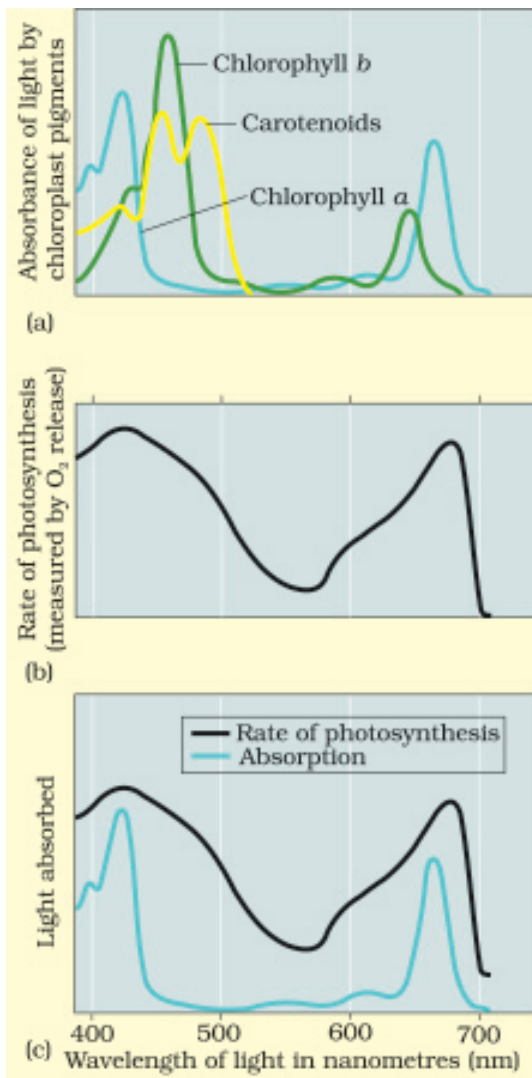 Absorbance of light by
chloroplast pigments
Chlorophyll b
Carotenoids
Chlorophyll a
(a)
Rate of photosynthesis
(measured by O₂ release)
(b)
Rate of photosynthesis
Absorption
Light absorbed
400 500 600 700
(c) Wavelength of light in nanometres (nm)